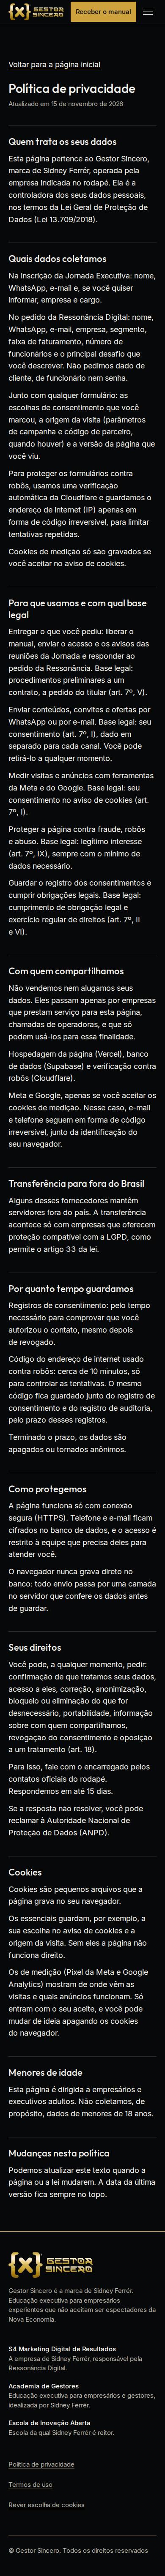 GESTOR
SINCERO
Receber o manual
Voltar para a página inicial
Política de privacidade
Atualizado em 15 de novembro de 2026
Quem trata os seus dados
Esta página pertence ao Gestor Sincero,
marca de Sidney Ferrér, operada pela
empresa indicada no rodapé. Ela é a
controladora dos seus dados pessoais,
nos termos da Lei Geral de Proteção de
Dados (Lei 13.709/2018).
Quais dados coletamos
Na inscrição da Jornada Executiva: nome,
WhatsApp, e-mail e, se você quiser
informar, empresa e cargo.
No pedido da Ressonância Digital: nome,
WhatsApp, e-mail, empresa, segmento,
faixa de faturamento, número de
funcionários e o principal desafio que
você descrever. Não pedimos dado de
cliente, de funcionário nem senha.
Junto com qualquer formulário: as
escolhas de consentimento que você
marcou, a origem da visita (parâmetros
de campanha e código de parceiro,
quando houver) e a versão da página que
você viu.
Para proteger os formulários contra
robôs, usamos uma verificação
automática da Cloudflare e guardamos o
endereço de internet (IP) apenas em
forma de código irreversível, para limitar
tentativas repetidas.
Cookies de medição só são gravados se
você aceitar no aviso de cookies.
Para que usamos e com qual base
legal
Entregar o que você pediu: liberar o
manual, enviar o acesso e os avisos das
reuniões da Jornada e responder ao
pedido da Ressonância. Base legal:
procedimentos preliminares a um
contrato, a pedido do titular (art. 7º, V).
Enviar conteúdos, convites e ofertas por
WhatsApp ou por e-mail. Base legal: seu
consentimento (art. 7º, I), dado em
separado para cada canal. Você pode
retirá-lo a qualquer momento.
Medir visitas e anúncios com ferramentas
da Meta e do Google. Base legal: seu
consentimento no aviso de cookies (art.
7º, I).
Proteger a página contra fraude, robôs
e abuso. Base legal: legítimo interesse
(art. 7º, IX), sempre com o mínimo de
dados necessário.
Guardar o registro dos consentimentos e
cumprir obrigações legais. Base legal:
cumprimento de obrigação legal e
exercício regular de direitos (art. 7º, II
e VI).
Com quem compartilhamos
Não vendemos nem alugamos seus
dados. Eles passam apenas por empresas
que prestam serviço para esta página,
chamadas de operadoras, e que só
podem usá-los para essa finalidade.
Hospedagem da página (Vercel), banco
de dados (Supabase) e verificação contra
robôs (Cloudflare).
Meta e Google, apenas se você aceitar os
cookies de medição. Nesse caso, e-mail
e telefone seguem em forma de código
irreversível, junto da identificação do
seu navegador.
Transferência para fora do Brasil
Alguns desses fornecedores mantêm
servidores fora do país. A transferência
acontece só com empresas que oferecem
proteção compatível com a LGPD, como
permite o artigo 33 da lei.
Por quanto tempo guardamos
Registros de consentimento: pelo tempo
necessário para comprovar que você
autorizou o contato, mesmo depois
de revogado.
Código do endereço de internet usado
contra robôs: cerca de 10 minutos, só
para controlar as tentativas. O mesmo
código fica guardado junto do registro de
consentimento e do registro de auditoria,
pelo prazo desses registros.
Terminado o prazo, os dados são
apagados ou tornados anônimos.
Como protegemos
A página funciona só com conexão
segura (HTTPS). Telefone e e-mail ficam
cifrados no banco de dados, e o acesso é
restrito à equipe que precisa deles para
atender você.
O navegador nunca grava direto no
banco: todo envio passa por uma camada
no servidor que confere os dados antes
de guardar.
Seus direitos
Você pode, a qualquer momento, pedir:
confirmação de que tratamos seus dados,
acesso a eles, correção, anonimização,
bloqueio ou eliminação do que for
desnecessário, portabilidade, informação
sobre com quem compartilhamos,
revogação do consentimento e oposição
a um tratamento (art. 18).
Para isso, fale com o encarregado pelos
contatos oficiais do rodapé.
Respondemos em até 15 dias.
Se a resposta não resolver, você pode
reclamar à Autoridade Nacional de
Proteção de Dados (ANPD).
Cookies
Cookies são pequenos arquivos que a
página grava no seu navegador.
Os essenciais guardam, por exemplo, a
sua escolha no aviso de cookies e a
origem da visita. Sem eles a página não
funciona direito.
Os de medição (Pixel da Meta e Google
Analytics) mostram de onde vêm as
visitas e quais anúncios funcionam. Só
entram com o seu aceite, e você pode
mudar de ideia apagando os cookies
do navegador.
Menores de idade
Esta página é dirigida a empresários e
executivos adultos. Não coletamos, de
propósito, dados de menores de 18 anos.
Mudanças nesta política
Podemos atualizar este texto quando a
página ou a lei mudarem. A data da última
versão fica sempre no topo.
GESTOR
SINCERO
Gestor Sincero é a marca de Sidney Ferrér.
Educação executiva para empresários
experientes que não aceitam ser espectadores da
Nova Economia.
S4 Marketing Digital de Resultados
A empresa de Sidney Ferrér, responsável pela
Ressonância Digital.
Academia de Gestores
Educação executiva para empresários e gestores,
idealizada por Sidney Ferrér.
Escola de Inovação Aberta
Escola da qual Sidney Ferrér é reitor.
Política de privacidade
Termos de uso
Rever escolha de cookies
© Gestor Sincero. Todos os direitos reservados